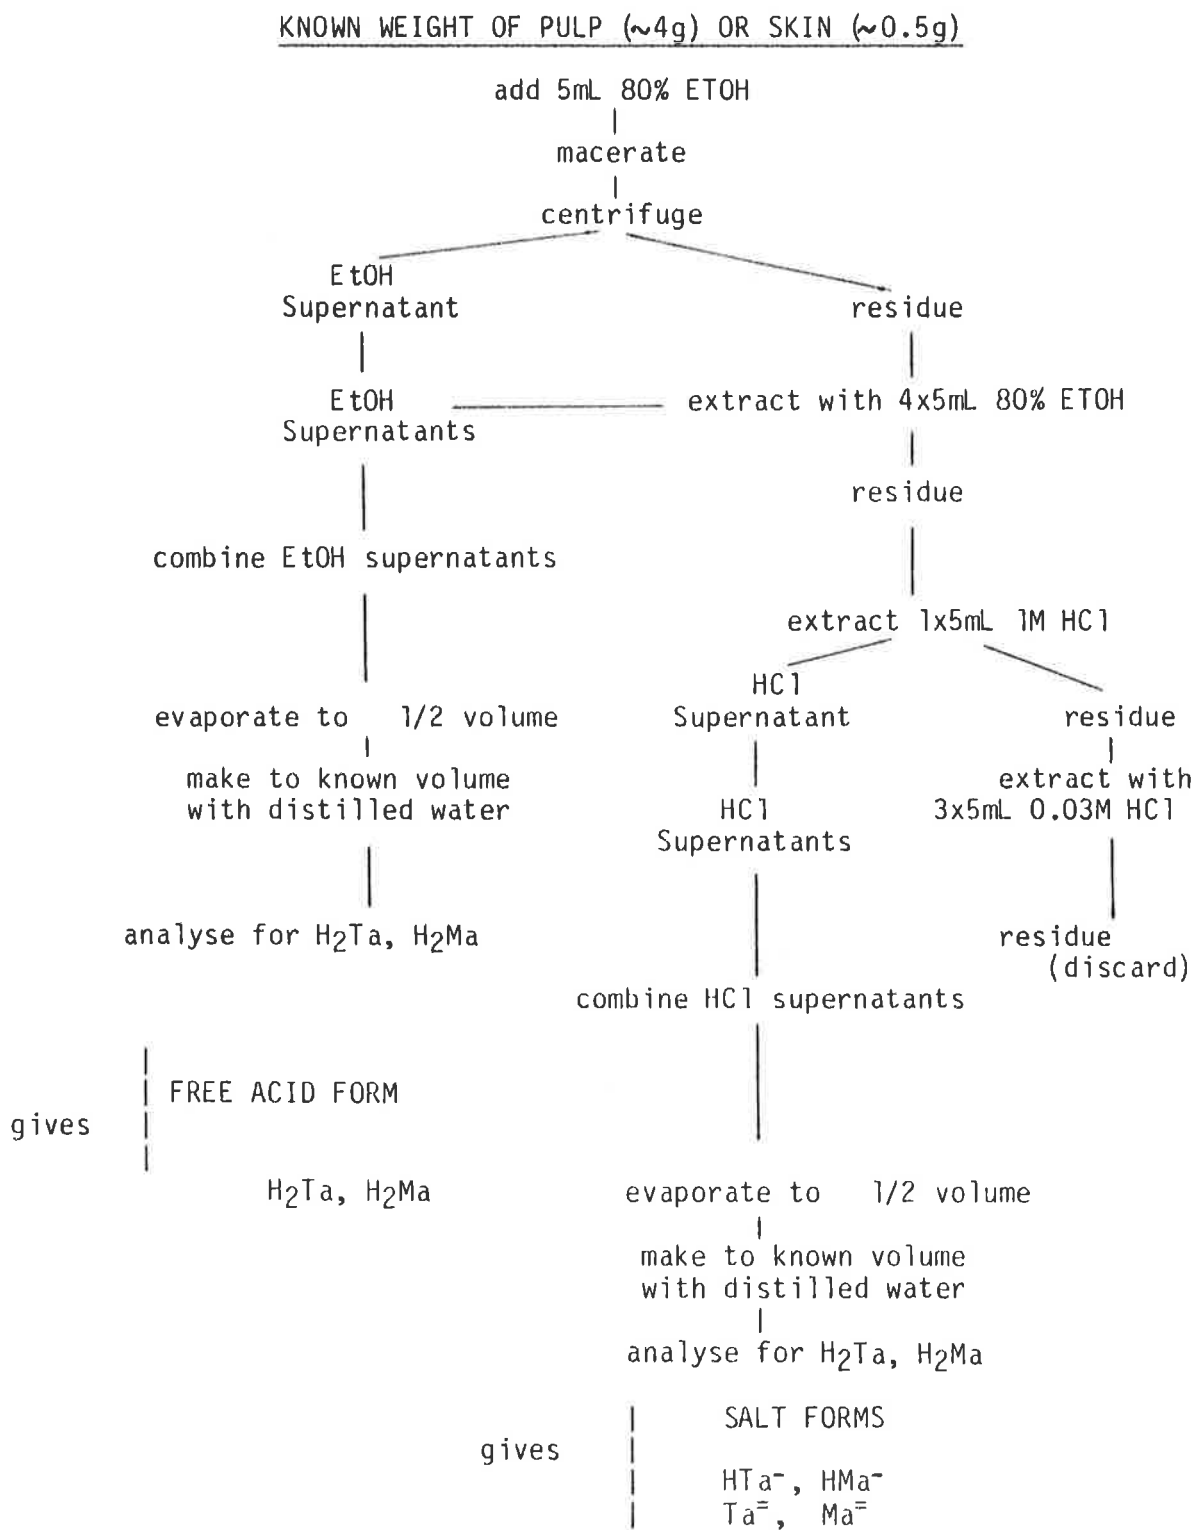 KNOWN WEIGHT OF PULP (~4g) OR SKIN (~0.5g)
add 5mL 80% ETOH
macerate
centrifuge
EtOH
Supernatant
residue
EtOH
Supernatants
extract with 4x5mL 80% ETOH
residue
combine EtOH supernatants
extract 1x5mL 1M HCl
HCl
Supernatant
residue
evaporate to 1/2 volume
make to known volume
with distilled water
extract with
3x5mL 0.03M HCl
HCl
Supernatants
analyse for H₂Ta, H₂Ma
residue
(discard)
combine HCl supernatants
gives
FREE ACID FORM
H₂Ta, H₂Ma
evaporate to 1/2 volume
make to known volume
with distilled water
analyse for H₂Ta, H₂Ma
gives
SALT FORMS
HTa⁻, HMa⁻
Ta⁼, Ma⁼